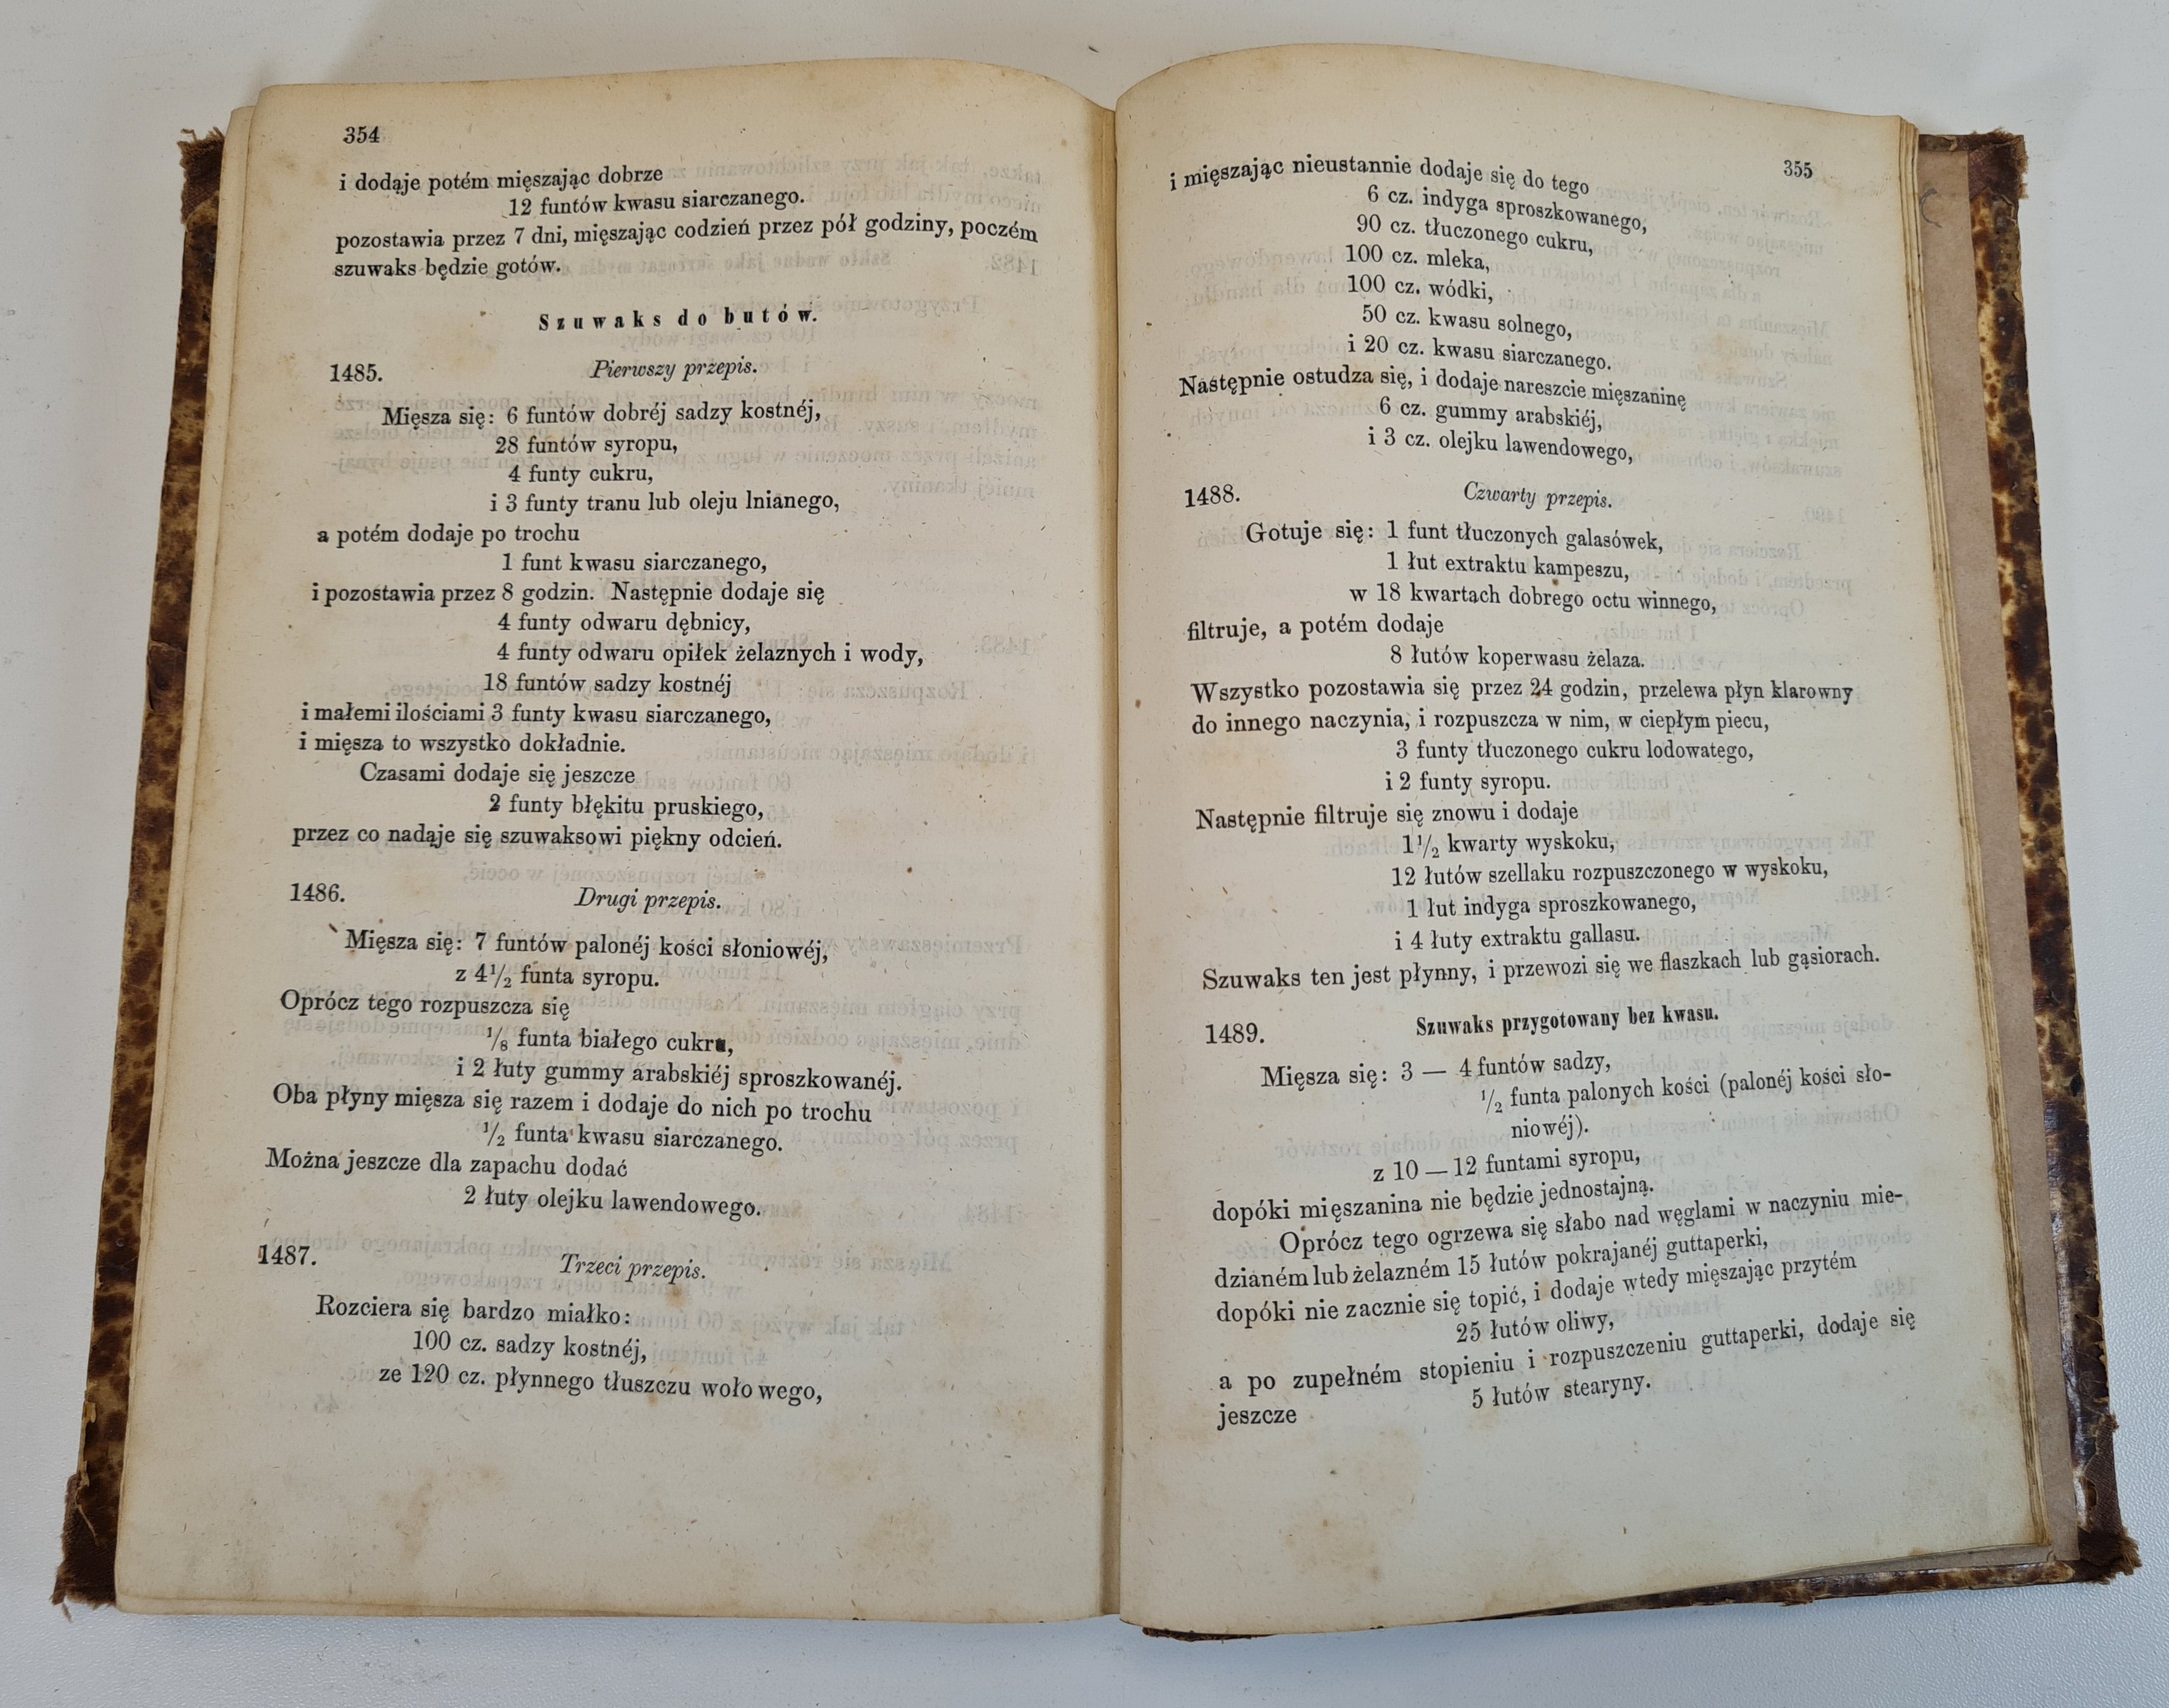 354
i dodaje potém mięszając dobrze
12 funtów kwasu siarczanego.
pozostawia przez 7 dni, mięszając codzień przez pół godziny, poczém
szuwaks będzie gotów.
Szuwaks do butów.
1485. Pierwszy przepis.
Mięsza się: 6 funtów dobréj sadzy kostnéj,
28 funtów syropu,
4 funty cukru,
i 3 funty tranu lub oleju lnianego,
a potém dodaje po trochu
1 funt kwasu siarczanego,
i pozostawia przez 8 godzin. Następnie dodaje się
4 funty odwaru dębnicy,
4 funty odwaru opiłek żelaznych i wody,
18 funtów sadzy kostnéj
i małemi ilościami 3 funty kwasu siarczanego,
i mięsza to wszystko dokładnie.
Czasami dodaje się jeszcze
2 funty błękitu pruskiego,
przez co nadaje się szuwaksowi piękny odcień.
1486. Drugi przepis.
Mięsza się: 7 funtów palonéj kości słoniowéj,
z 4 1/2 funta syropu.
Oprócz tego rozpuszcza się
1/8 funta białego cukru,
i 2 łuty gummy arabskiéj sproszkowanéj.
Oba płyny mięsza się razem i dodaje do nich po trochu
1/2 funta kwasu siarczanego.
Można jeszcze dla zapachu dodać
2 łuty olejku lawendowego.
1487. Trzeci przepis.
Rozciera się bardzo miałko:
100 cz. sadzy kostnéj,
ze 120 cz. płynnego tłuszczu wołowego,
355
i mięszając nieustannie dodaje się do tego
6 cz. indyga sproszkowanego,
90 cz. tłuczonego cukru,
100 cz. mleka,
100 cz. wódki,
50 cz. kwasu solnego,
i 20 cz. kwasu siarczanego.
Następnie ostudza się, i dodaje nareszcie mięszaninę
6 cz. gummy arabskiéj,
i 3 cz. olejku lawendowego,
1488. Czwarty przepis.
Gotuje się: 1 funt tłuczonych galasówek,
1 łut extraktu kampeszu,
w 18 kwartach dobrego octu winnego,
filtruje, a potém dodaje
8 łutów koperwasu żelaza.
Wszystko pozostawia się przez 24 godzin, przelewa płyn klarowny
do innego naczynia, i rozpuszcza w nim, w ciepłym piecu,
3 funty tłuczonego cukru lodowatego,
i 2 funty syropu.
Następnie filtruje się znowu i dodaje
1 1/2 kwarty wyskoku,
12 łutów szellaku rozpuszczonego w wyskoku,
1 łut indyga sproszkowanego,
i 4 łuty extraktu gallasu.
Szuwaks ten jest płynny, i przewozi się we flaszkach lub gąsiorach.
1489. Szuwaks przygotowany bez kwasu.
Mięsza się: 3 — 4 funtów sadzy,
1/2 funta palonych kości (palonéj kości sło-
niowéj).
z 10 — 12 funtami syropu,
dopóki mięszanina nie będzie jednostajną.
Oprócz tego ogrzewa się słabo nad węglami w naczyniu mie-
dzianém lub żelazném 15 łutów pokrajanéj guttaperki,
dopóki nie zacznie się topić, i dodaje wtedy mięszając przytém
25 łutów oliwy,
a po zupełném stopieniu i rozpuszczeniu guttaperki, dodaje się
jeszcze 5 łutów stearyny.